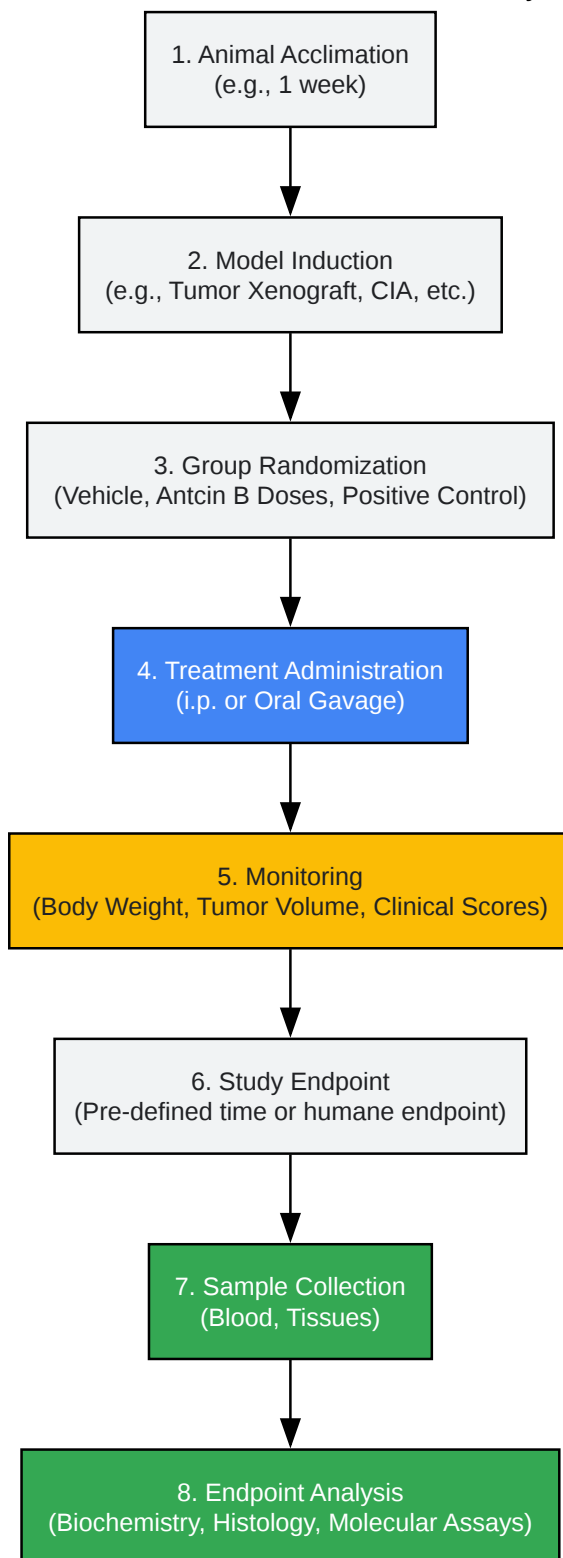 1. Animal Acclimation
(e.g., 1 week)
2. Model Induction
(e.g., Tumor Xenograft, CIA, etc.)
3. Group Randomization
(Vehicle, Antcin B Doses, Positive Control)
4. Treatment Administration
(i.p. or Oral Gavage)
5. Monitoring
(Body Weight, Tumor Volume, Clinical Scores)
6. Study Endpoint
(Pre-defined time or humane endpoint)
7. Sample Collection
(Blood, Tissues)
8. Endpoint Analysis
(Biochemistry, Histology, Molecular Assays)